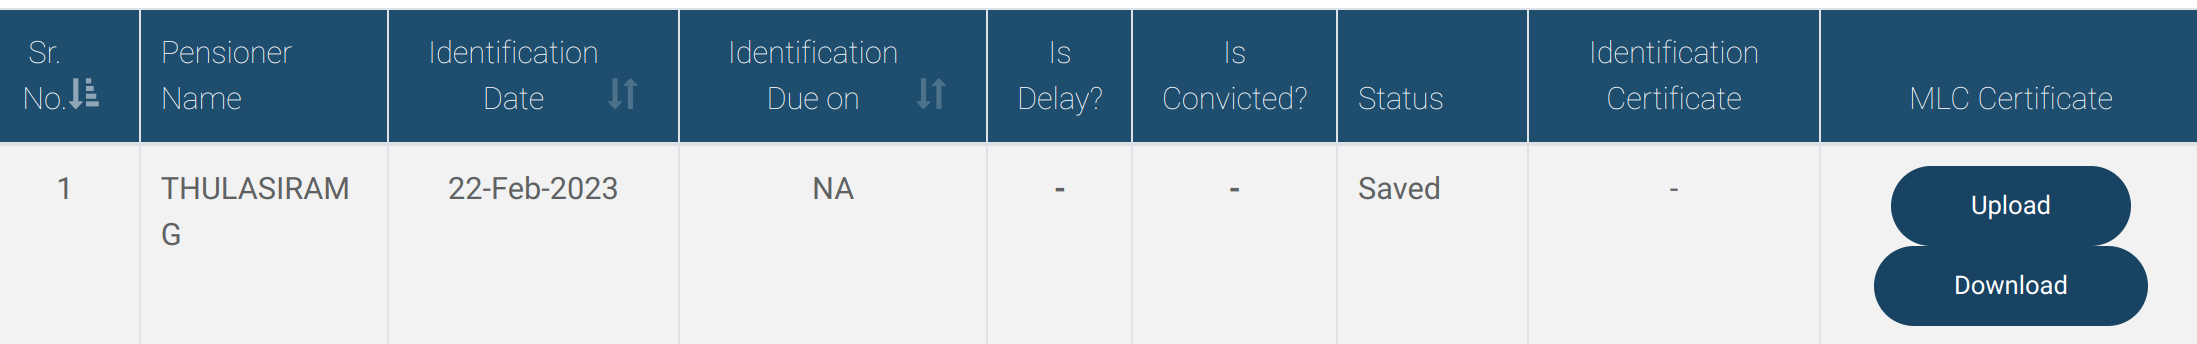 Sr.
No.
Pensioner
Name
Identification
Date
Identification
Due on
Is
Delay?
Is
Convicted?
Status
Identification
Certificate
MLC Certificate
1
THULASIRAM
G
22-Feb-2023
NA
-
-
Saved
-
Upload
Download